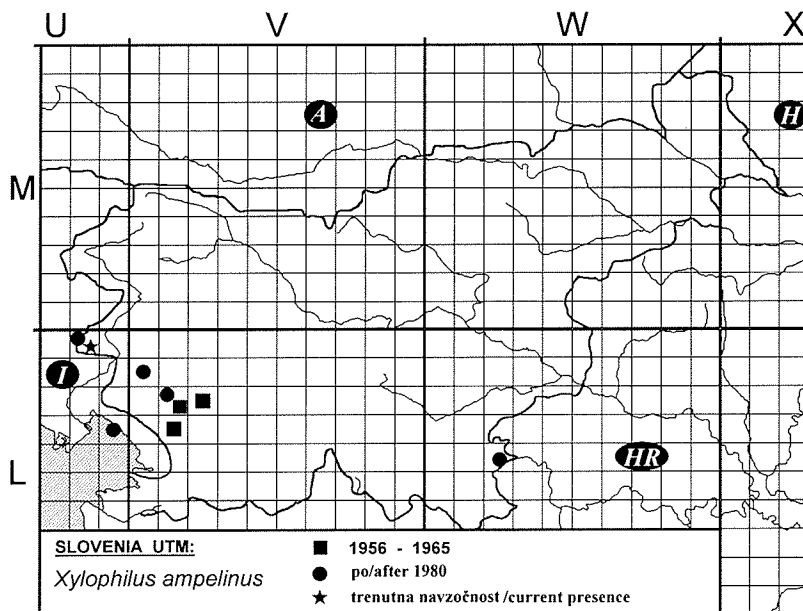 U V W X
A
H
M
I
L
HR
SLOVENIA UTM:
Xylophilus ampelinus
1956 - 1965
po/after 1980
trenutna navzočnost/current presence